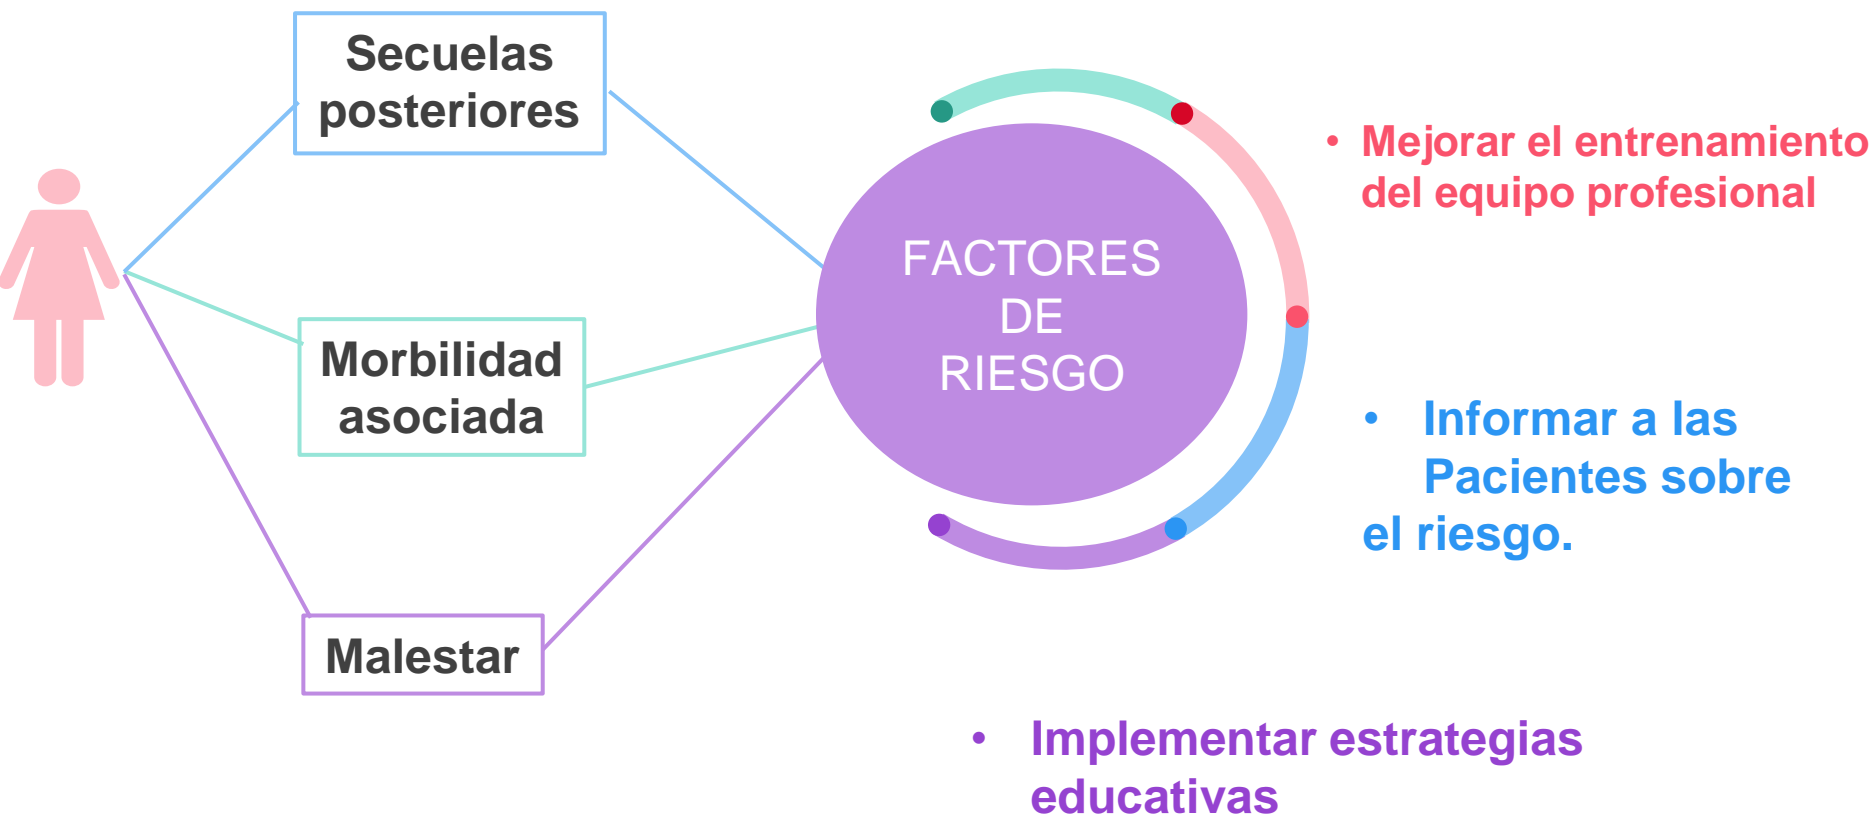 Secuelas
posteriores
Morbilidad
asociada
Malestar
FACTORES
DE
RIESGO
• Mejorar el entrenamiento
del equipo profesional
• Informar a las
Pacientes sobre
el riesgo.
• Implementar estrategias
educativas